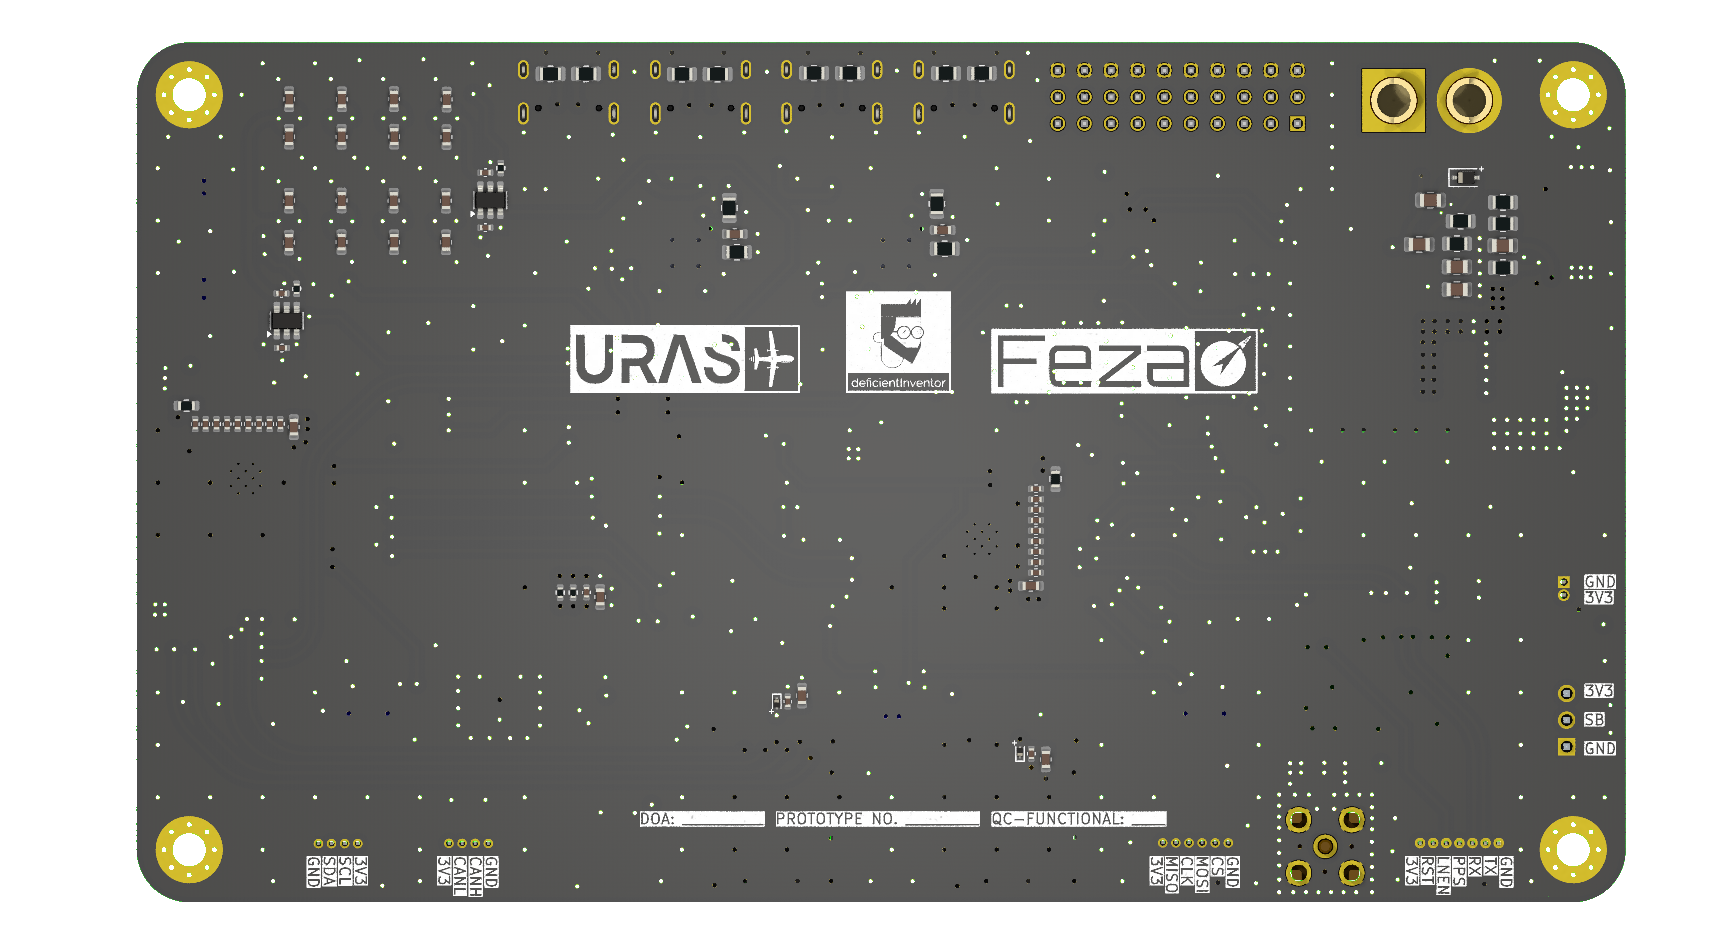 URAS
deficientInventor
Feza
GND
3V3
3V3
SB
GND
DOA: ________
PROTOTYPE NO. ________
QC-FUNCTIONAL: ____
GND
SDA
SCL
3V3
3V3
CANL
CANH
GND
3V3
MISO
CLK
MOSI
CS
GND
3V3
RST
LNEN
PPS
RX
TX
GND